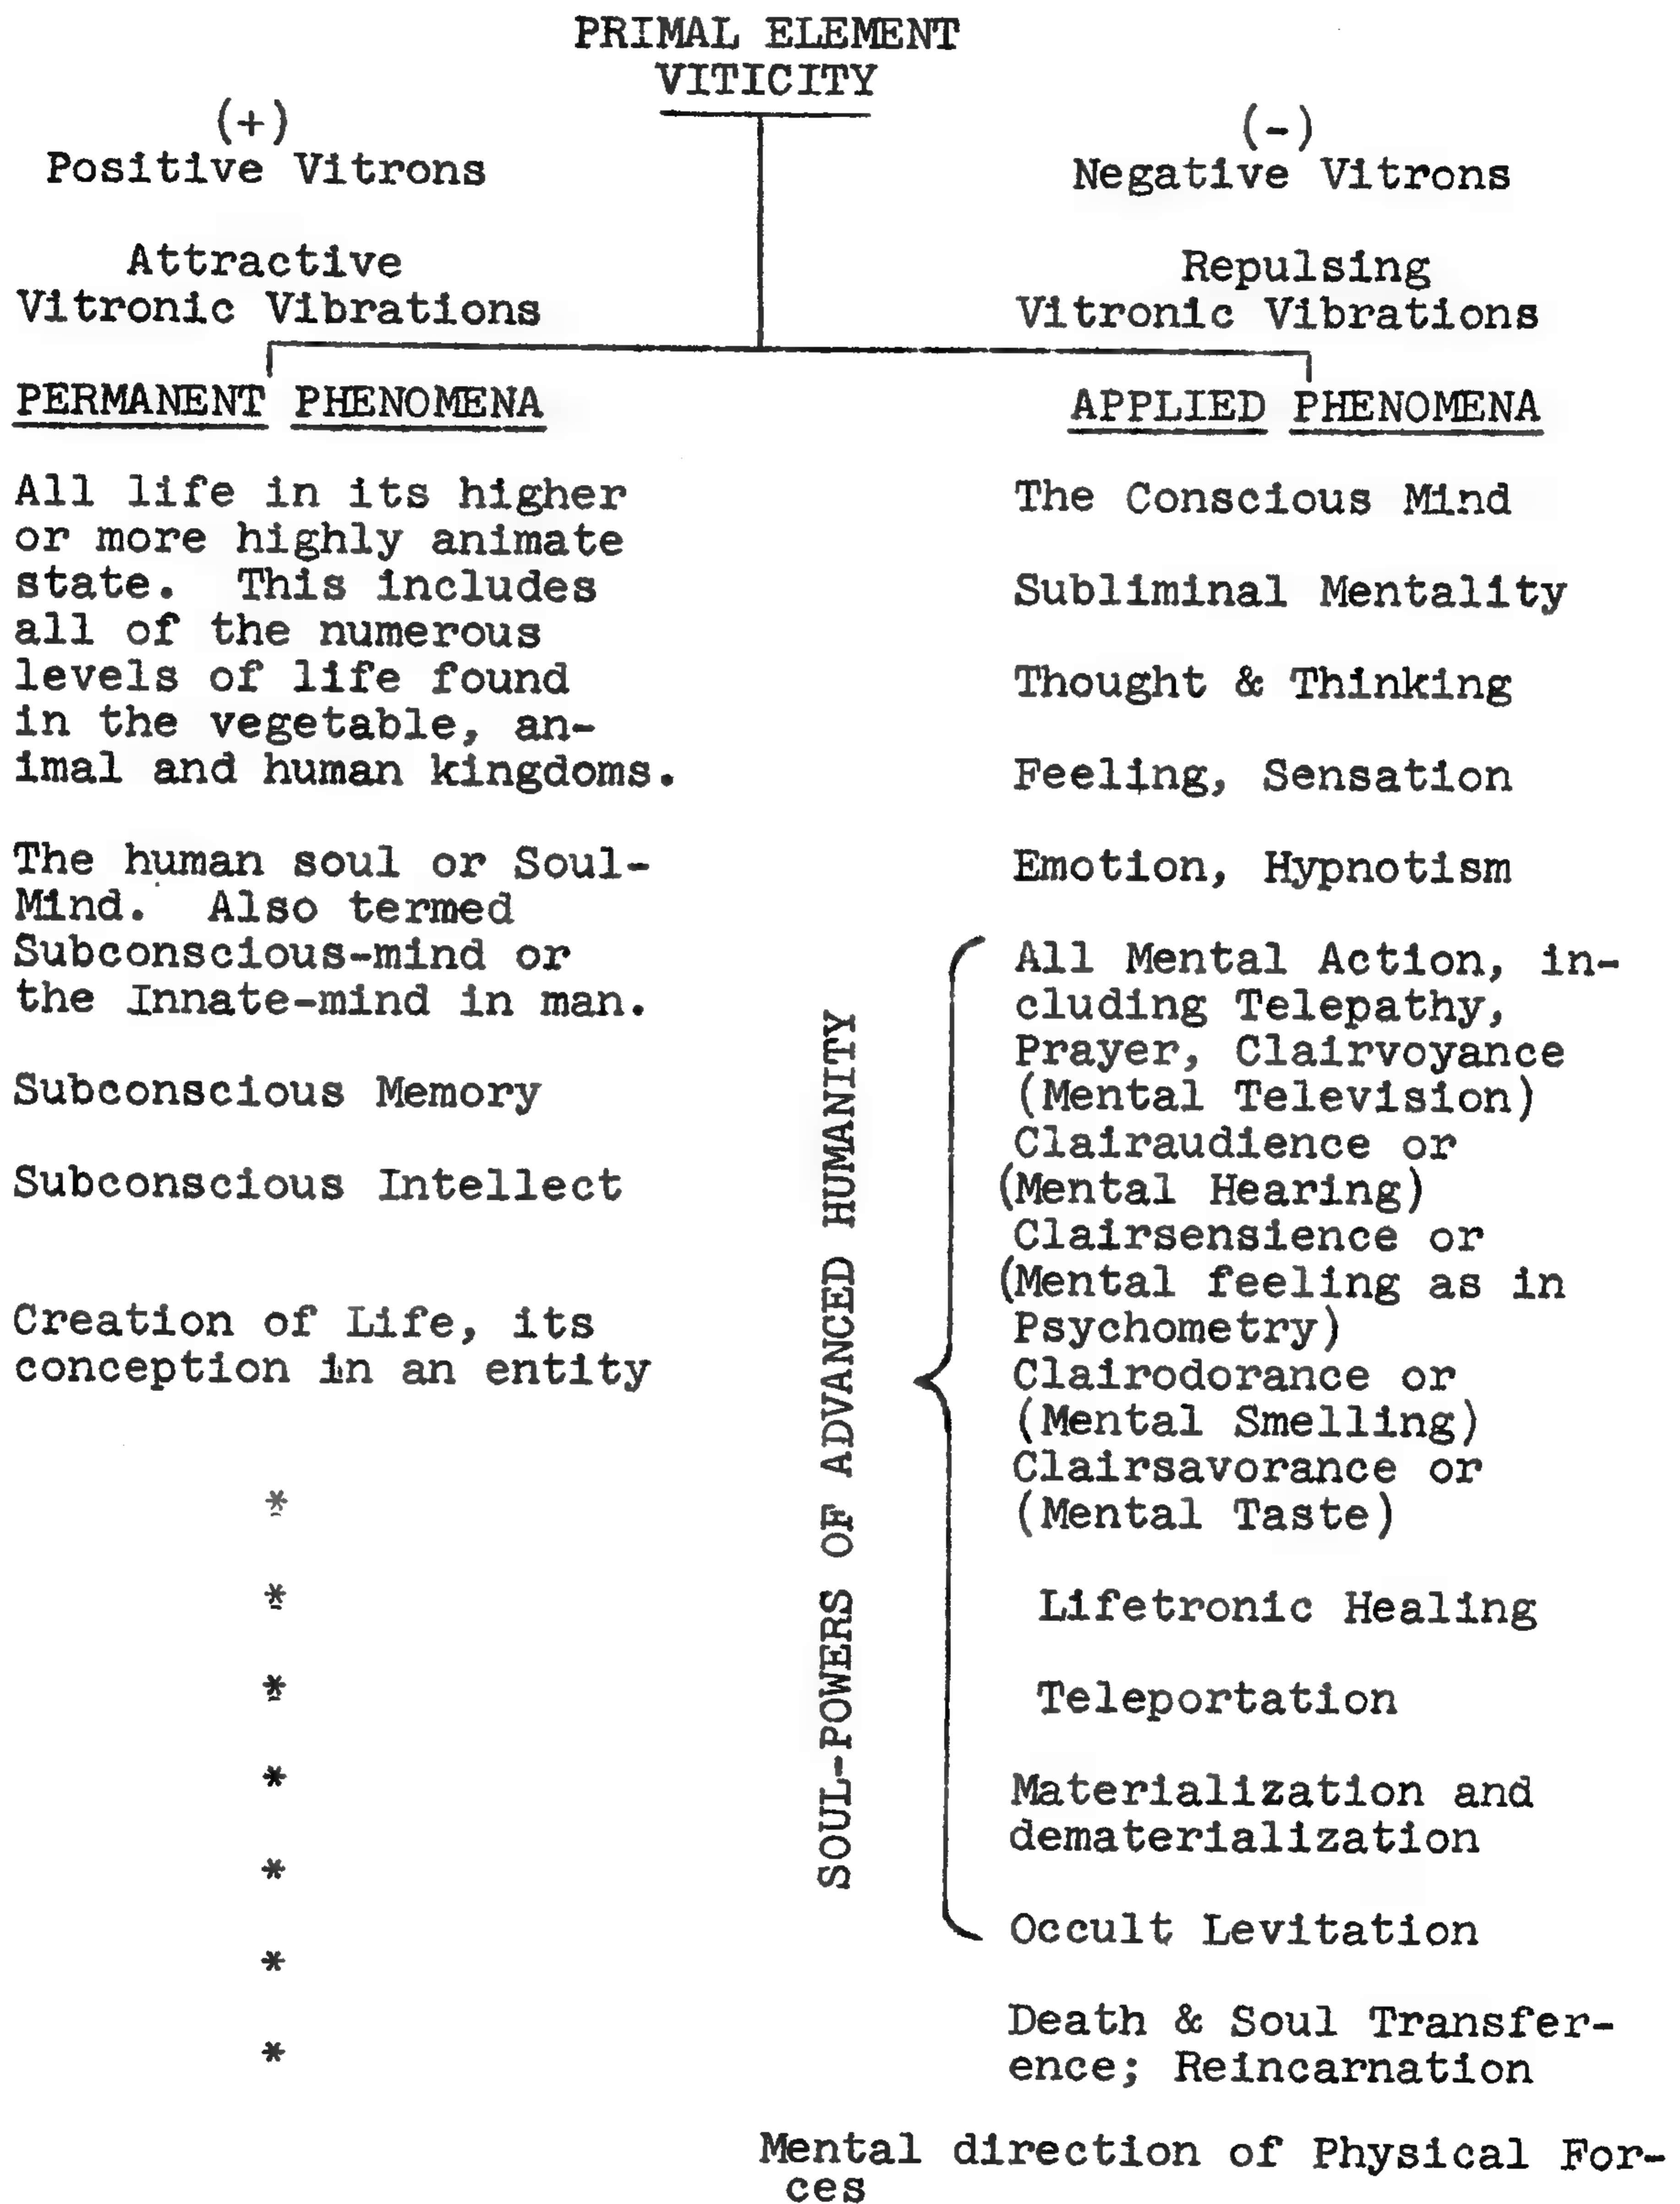 PRIMAL ELEMENT
VITICITY
(+)
Positive Vitrons
Attractive
Vitronic Vibrations
PERMANENT PHENOMENA
All life in its higher
or more highly animate
state. This includes
all of the numerous
levels of life found
in the vegetable, an-
imal and human kingdoms.
The human soul or Soul-
Mind. Also termed
Subconscious-mind or
the Innate-mind in man.
Subconscious Memory
Subconscious Intellect
Creation of Life, its
conception in an entity
*
*
*
*
*
*
*
(-)
Negative Vitrons
Repulsing
Vitronic Vibrations
APPLIED PHENOMENA
The Conscious Mind
Subliminal Mentality
Thought & Thinking
Feeling, Sensation
Emotion, Hypnotism
SOUL-POWERS OF ADVANCED HUMANITY
All Mental Action, in-
cluding Telepathy,
Prayer, Clairvoyance
(Mental Television)
Clairaudience or
(Mental Hearing)
Clairsensience or
(Mental feeling as in
Psychometry)
Clairodorance or
(Mental Smelling)
Clairsavorance or
(Mental Taste)
Lifetronic Healing
Teleportation
Materialization and
dematerialization
Occult Levitation
Death & Soul Transfer-
ence; Reincarnation
Mental direction of Physical For-
ces